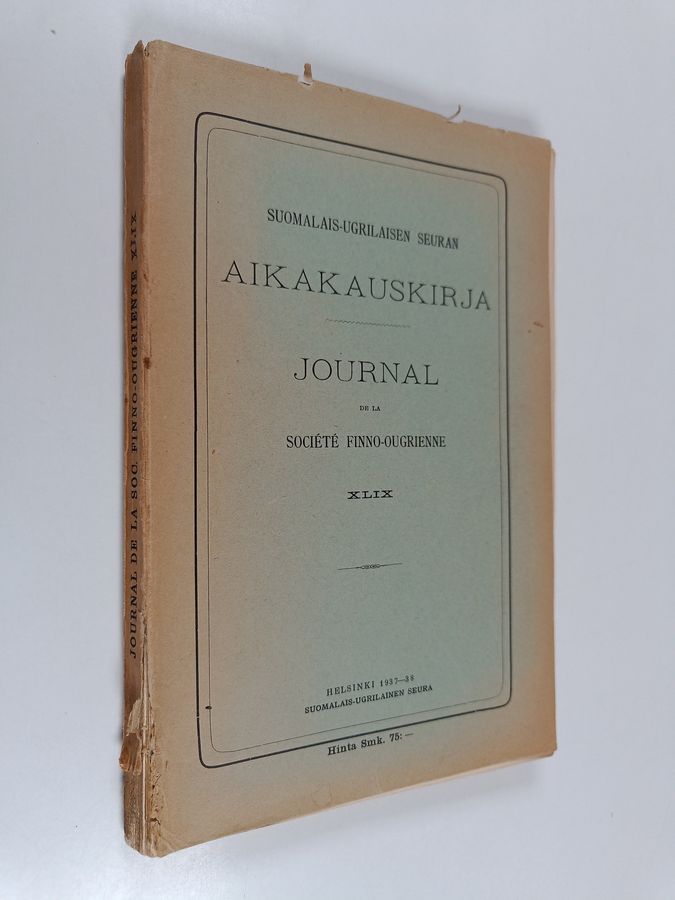 SUOMALAIS-UGRILAISEN SEURAN
AIKAKAUSKIRJA
JOURNAL
DE LA
SOCIÉTÉ FINNO-OUGRIENNE
XLIX
HELSINKI 1937—38
SUOMALAIS-UGRILAINEN SEURA
Hinta Smk. 75: —
JOURNAL DE LA SOC. FINNO-OUGRIENNE XLIX